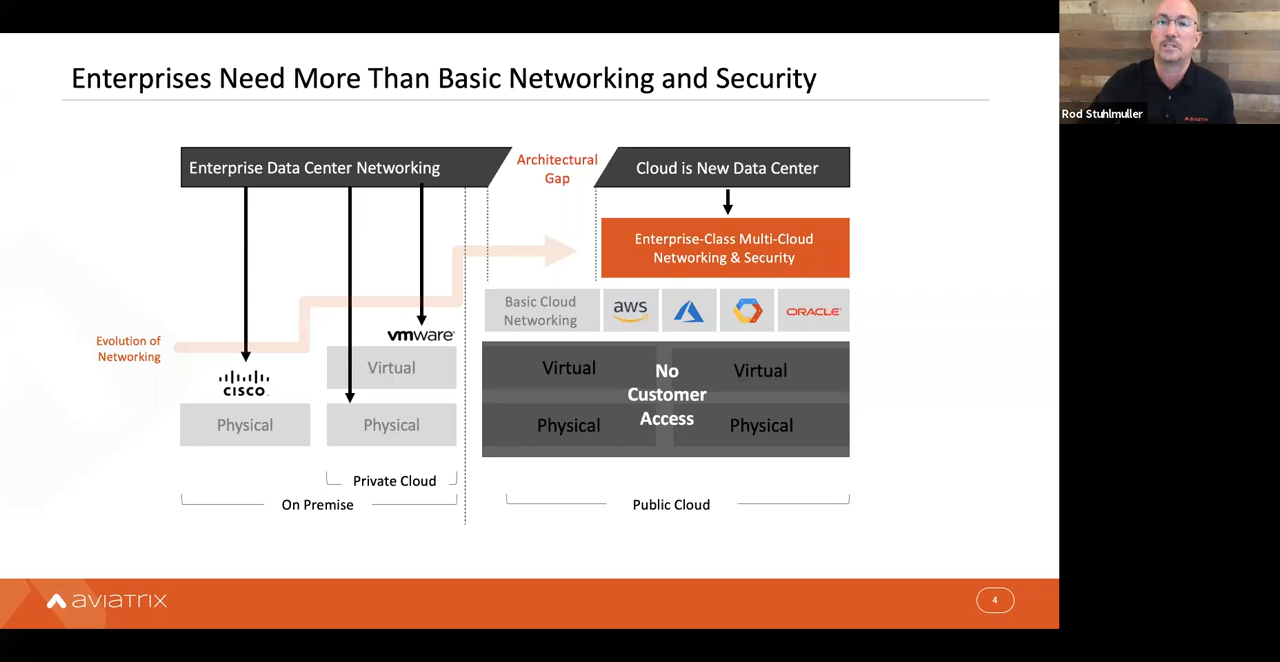 Enterprises Need More Than Basic Networking and Security
Rod Stuhlmuller
AVIATRIX
Enterprise Data Center Networking
Architectural
Gap
Cloud is New Data Center
Enterprise-Class Multi-Cloud
Networking & Security
Basic Cloud
Networking
aws
ORACLE
Evolution of
Networking
vmware
CISCO
Virtual
Physical
Physical
Virtual
Virtual
No
Customer
Access
Physical
Physical
Private Cloud
On Premise
Public Cloud
AVIATRIX
4